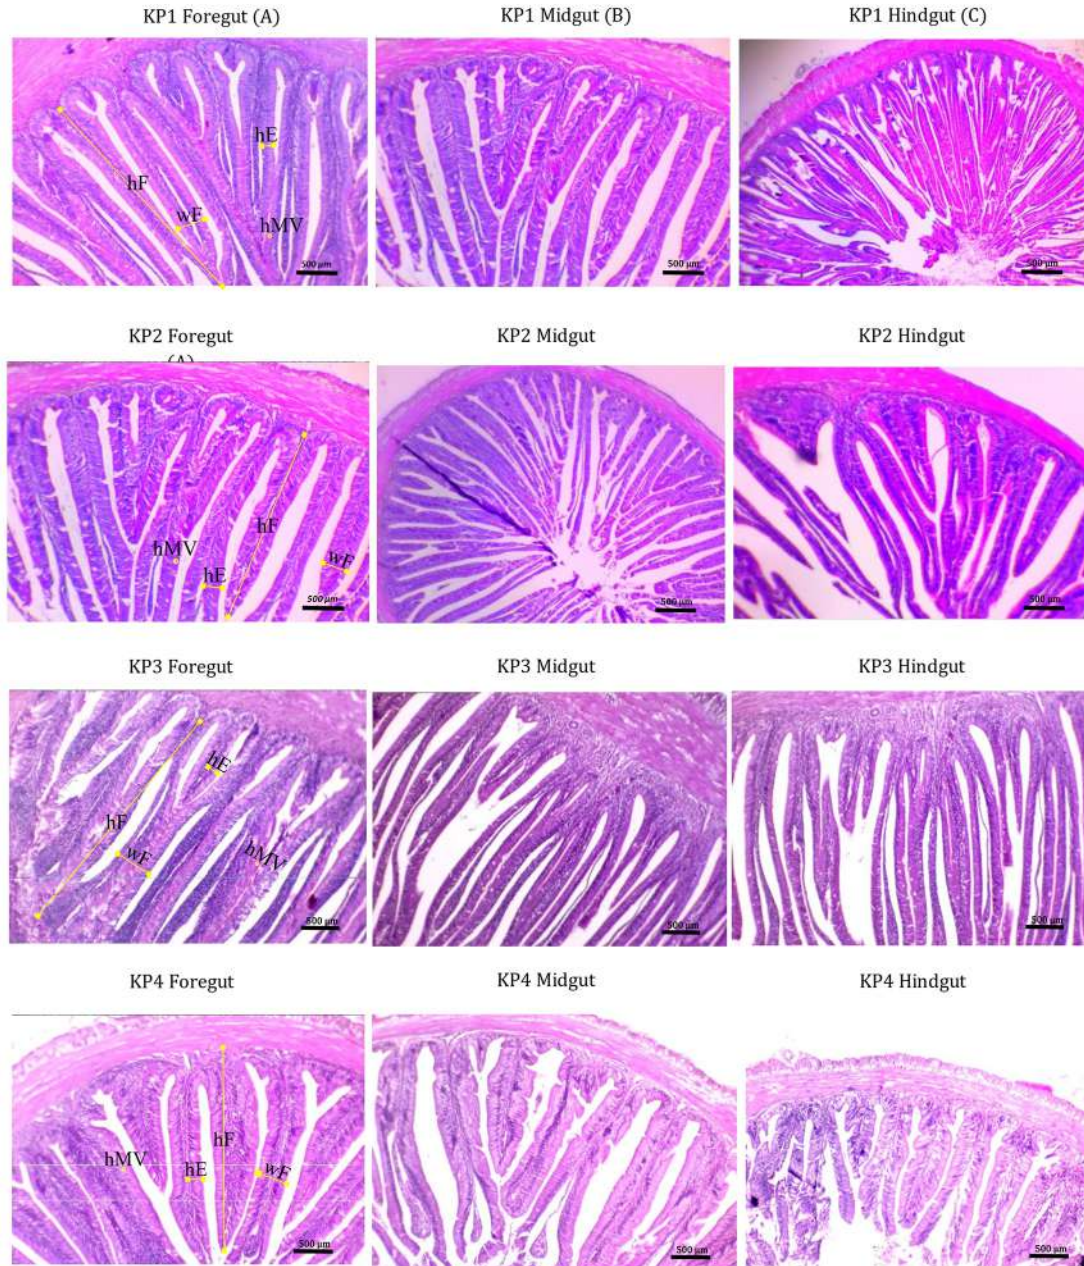 KP1 Foregut (A)
KP1 Midgut (B)
KP1 Hindgut (C)
hE
hF
wF
hMV
500 µm
500 µm
500 µm
KP2 Foregut
(A)
KP2 Midgut
KP2 Hindgut
hF
hMV
wF
hE
500 µm
500 µm
500 µm
KP3 Foregut
KP3 Midgut
KP3 Hindgut
hE
hF
wF
hMV
500 µm
500 µm
500 µm
KP4 Foregut
KP4 Midgut
KP4 Hindgut
hF
hMV
hE
wF
500 µm
500 µm
500 µm